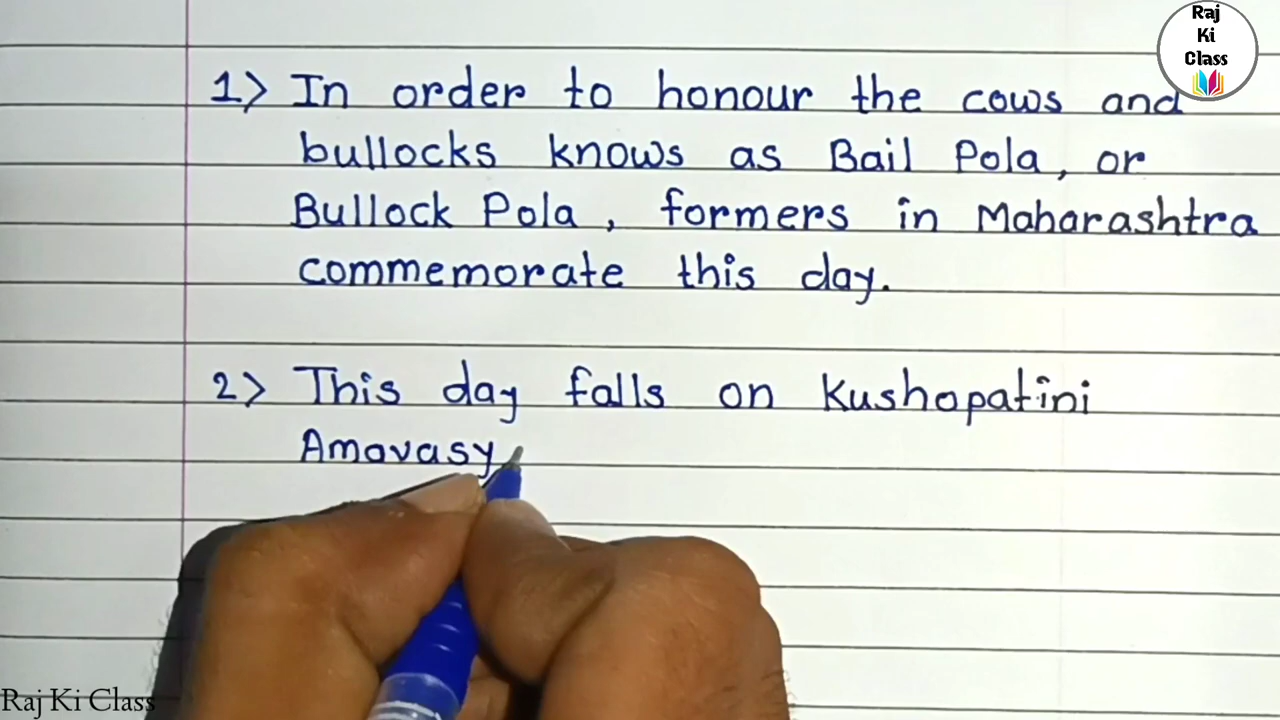 Raj
Ki
Class
1> In order to honour the cows and
bullocks knows as Bail Pola, or
Bullock Pola, formers in Maharashtra
commemorate this day.
2> This day falls on Kushopatini
Amavasy
Raj Ki Class